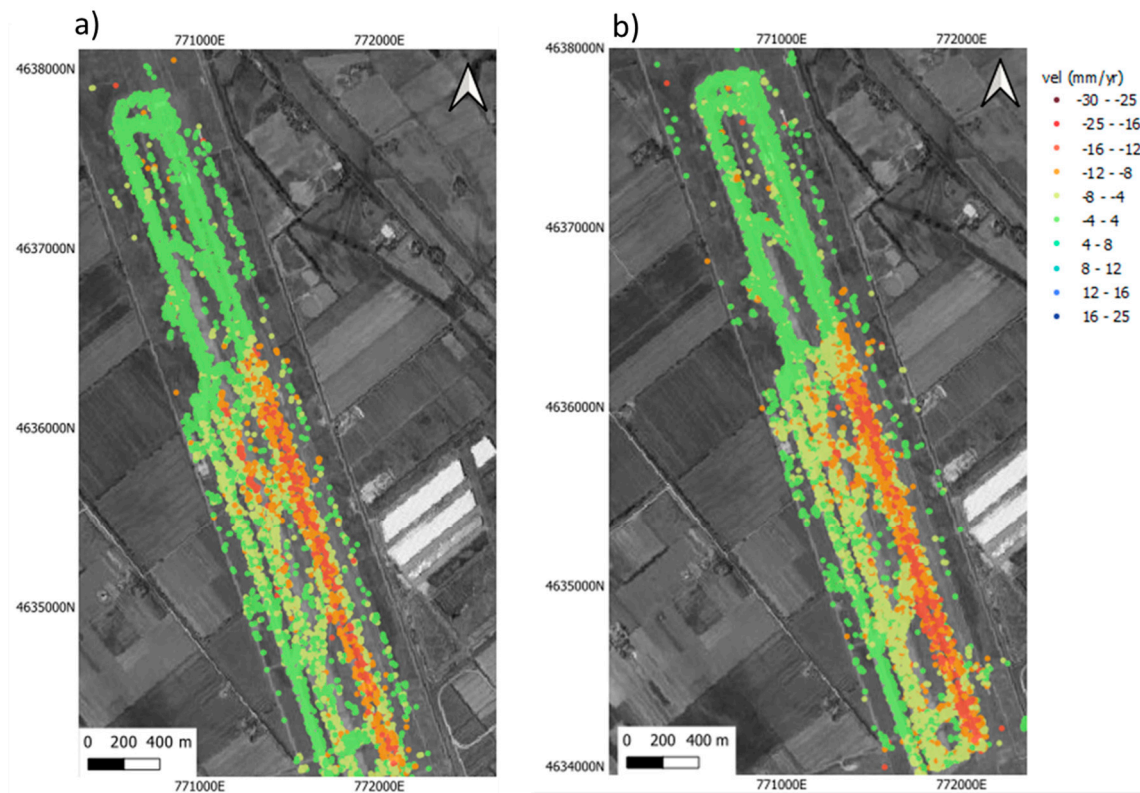 a)
771000E 772000E
4638000N
4637000N
4636000N
4635000N
0 200 400 m
771000E 772000E
b)
771000E 772000E
4638000N
4637000N
4636000N
4635000N
4634000N
0 200 400 m
771000E 772000E
vel (mm/yr)
-30 - -25
-25 - -16
-16 - -12
-12 - -8
-8 - -4
-4 - 4
4 - 8
8 - 12
12 - 16
16 - 25